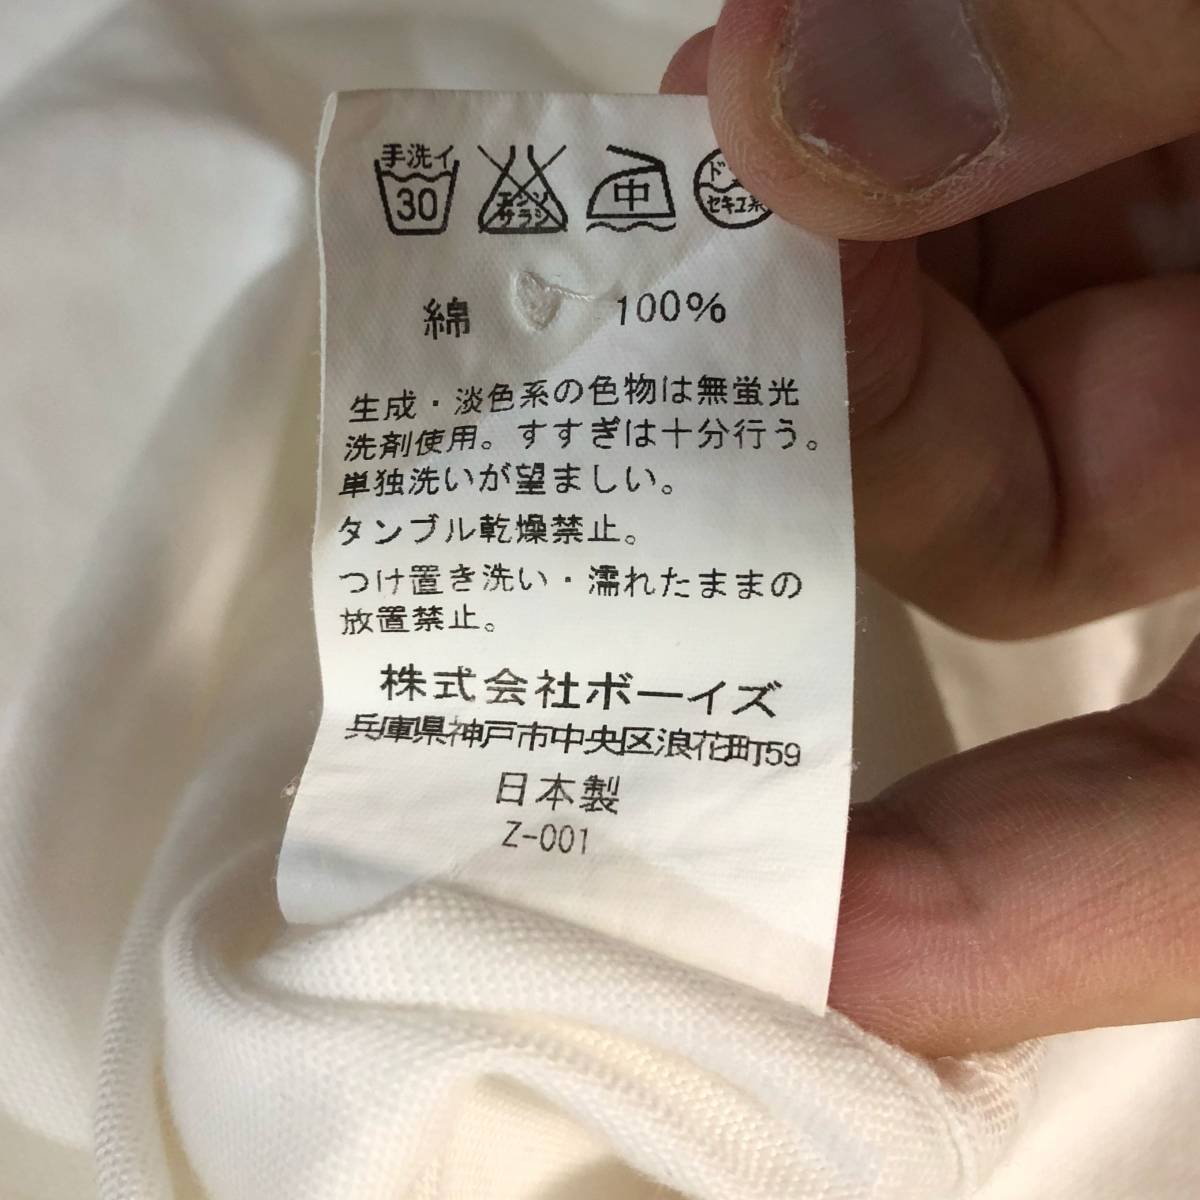 手洗イ
30
エンソ
サラシ
中
セキユ系
綿 100%
生成・淡色系の色物は無蛍光
洗剤使用。すすぎは十分行う。
単独洗いが望ましい。
タンブル乾燥禁止。
つけ置き洗い・濡れたままの
放置禁止。
株式会社ボーイズ
兵庫県神戸市中央区浪花町59
日本製
Z-001